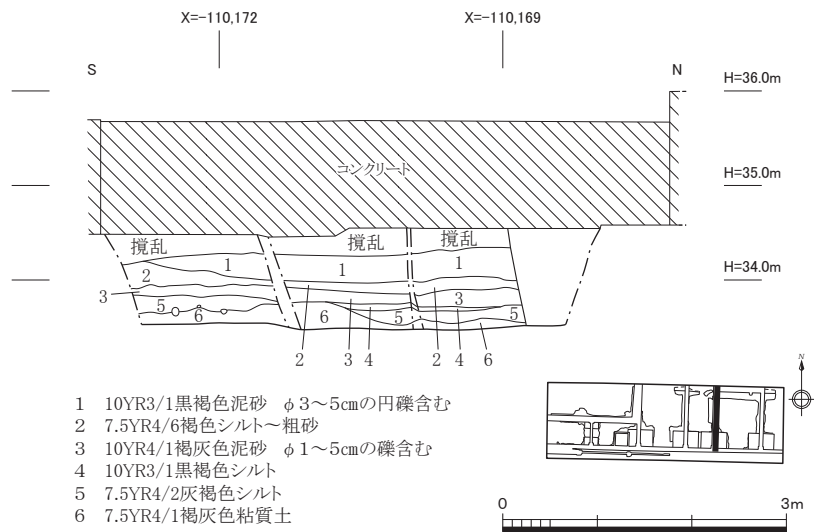 X=-110,172
X=-110,169
S
N
H=36.0m
コンクリート
H=35.0m
撹乱
撹乱
撹乱
1
1
1
2
H=34.0m
3
3
5
6
6
5
5
2
3
4
2
4
6
1 10YR3/1黒褐色泥砂 φ3～5㎝の円礫含む
2 7.5YR4/6褐色シルト～粗砂
3 10YR4/1褐灰色泥砂 φ1～5㎝の礫含む
4 10YR3/1黒褐色シルト
5 7.5YR4/2灰褐色シルト
6 7.5YR4/1褐灰色粘質土
N
0
3m